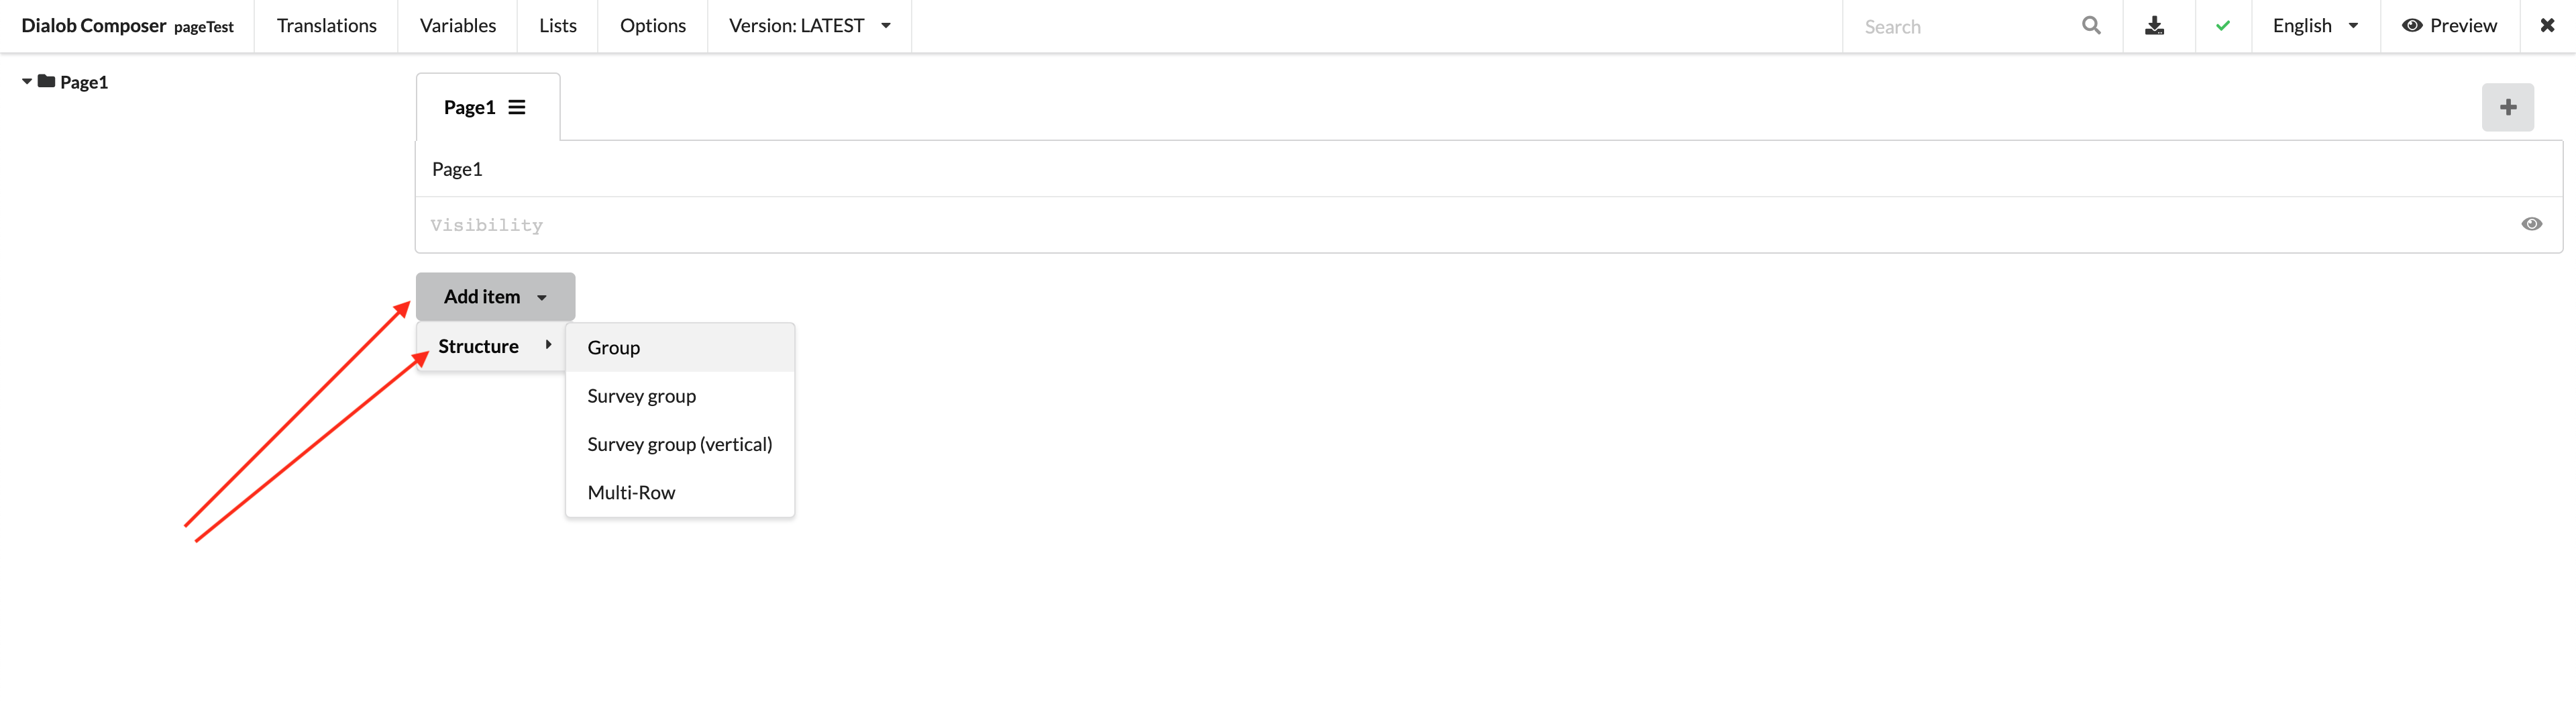 Dialob Composer pageTest Translations Variables Lists Options Version: LATEST Search English Preview
Page1
Page1
Page1
Visibility
Add item
Structure
Group
Survey group
Survey group (vertical)
Multi-Row